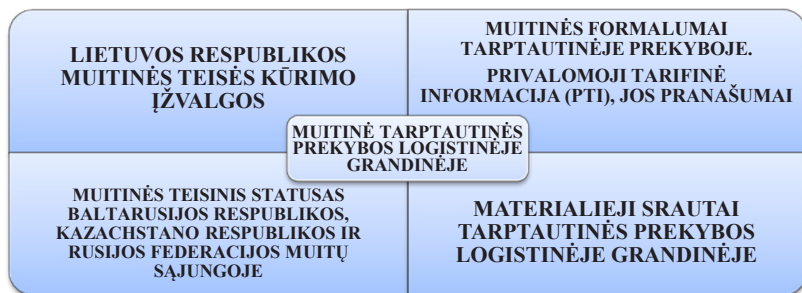 LIETUVOS RESPUBLIKOS
MUITINĖS TEISĖS KŪRIMO
ĮŽVALGOS
MUITINĖS FORMALUMAI
TARPTAUTINĖJE PREKYBOJE.
PRIVALOMOJI TARIFINĖ
INFORMACIJA (PTI), JOS PRANAŠUMAI
MUITINĖ TARPTAUTINĖS
PREKYBOS LOGISTINĖJE
GRANDINĖJE
MUITINĖS TEISINIS STATUSAS
BALTARUSIJOS RESPUBLIKOS,
KAZACHSTANO RESPUBLIKOS IR
RUSIJOS FEDERACIJOS MUITŲ
SĄJUNGOJE
MATERIALIEJI SRAUTAI
TARPTAUTINĖS PREKYBOS
LOGISTINĖJE GRANDINĖJE